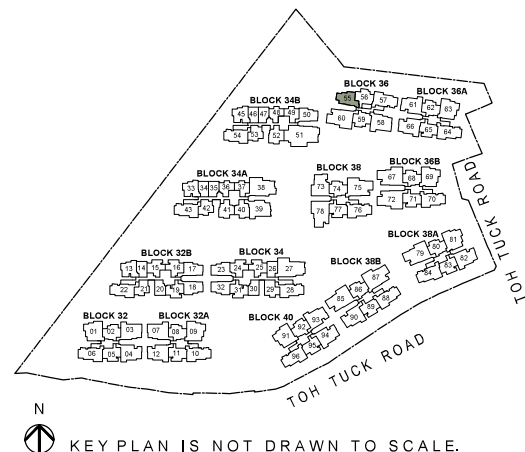 BLOCK 36
BLOCK 36A
55 56 57
61 62 63
60 59 58
66 65 64
BLOCK 34B
45 46 47 48 49 50
54 53 52 51
BLOCK 34A
33 34 35 36 37 38
43 42 41 40 39
BLOCK 38
73 74 75
78 77 76
BLOCK 36B
67 68 69
72 71 70
TOH TUCK ROAD
BLOCK 38A
79 80 81
84 83 82
BLOCK 32B
13 14 15 16 17
22 21 20 19 18
BLOCK 34
23 24 25 26 27
32 31 30 29 28
BLOCK 38B
85 86 87
90 89 88
BLOCK 32
01 02 03
06 05 04
BLOCK 32A
07 08 09
12 11 10
BLOCK 40
91 92 93
96 95 94
TOH TUCK ROAD
N
KEY PLAN IS NOT DRAWN TO SCALE.